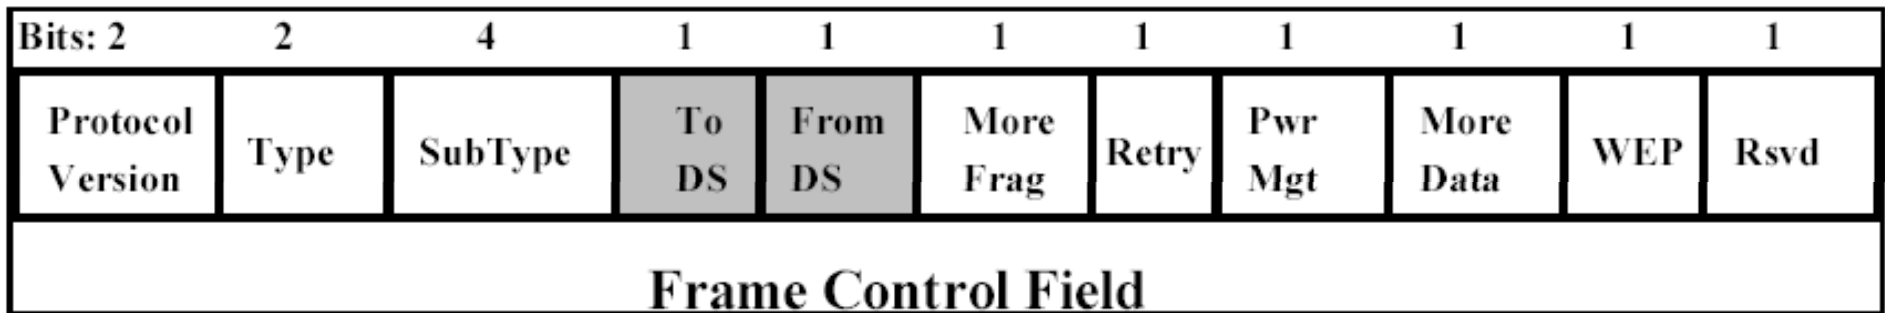 Bits: 2 2 4 1 1 1 1 1 1 1 1
Protocol Version Type SubType To DS From DS More Frag Retry Pwr Mgt More Data WEP Rsvd
Frame Control Field